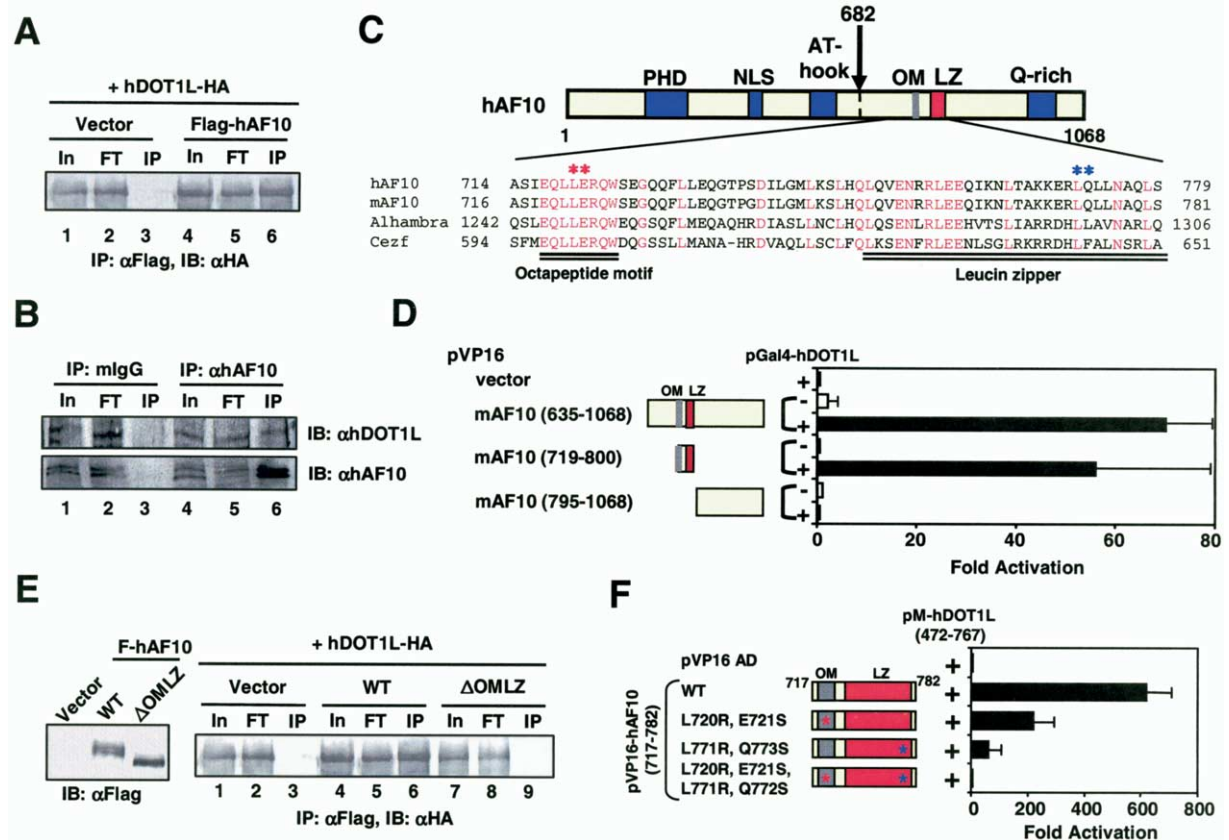 A
+ hDOT1L-HA
Vector Flag-hAF10
In FT IP In FT IP
1 2 3 4 5 6
IP: αFlag, IB: αHA
B
IP: mIgG IP: αhAF10
In FT IP In FT IP
IB: αhDOT1L
IB: αhAF10
1 2 3 4 5 6
C
682
PHD NLS AT-hook OM LZ Q-rich
hAF10
1 1068
** **
hAF10 714 ASIEQLLERQWSEGQQFLLEQGTPSDILGMLKSLHQLQVENRRLEEQIKNLTAKKERLQLLNAQLS 779
mAF10 716 ASIEQLLERQWSEGQQFLLEQGTPSDILGMLKSLHQLQVENRRLEEQIKNLTAKKERLQLLNAQLS 781
Alhambra 1242 QSLEQLLERQWEQGSQFLMEQAQHRDIASLLNCLHQLQSENLRLEEHVTSLIARRDHLLAVNARLQ 1306
Cezf 594 SFMEQLLERQWDQGSSLLMANA-HRDVAQLLSCLFQLKSENFRLEENLSGLRKRRDHLFALNSRLA 651
Octapeptide motif Leucin zipper
D
pVP16 pGal4-hDOT1L
vector +
OM LZ
mAF10 (635-1068) - +
mAF10 (719-800) - +
mAF10 (795-1068) - +
0 20 40 60 80
Fold Activation
E
F-hAF10
Vector WT ΔOMLZ
IB: αFlag
+ hDOT1L-HA
Vector WT ΔOMLZ
In FT IP In FT IP In FT IP
1 2 3 4 5 6 7 8 9
IP: αFlag, IB: αHA
F
pM-hDOT1L
(472-767)
pVP16 AD +
pVP16-hAF10
(717-782)
717 OM LZ 782
WT +
L720R, E721S * +
L771R, Q773S * +
L720R, E721S,
L771R, Q772S * * +
0 200 400 600 800
Fold Activation